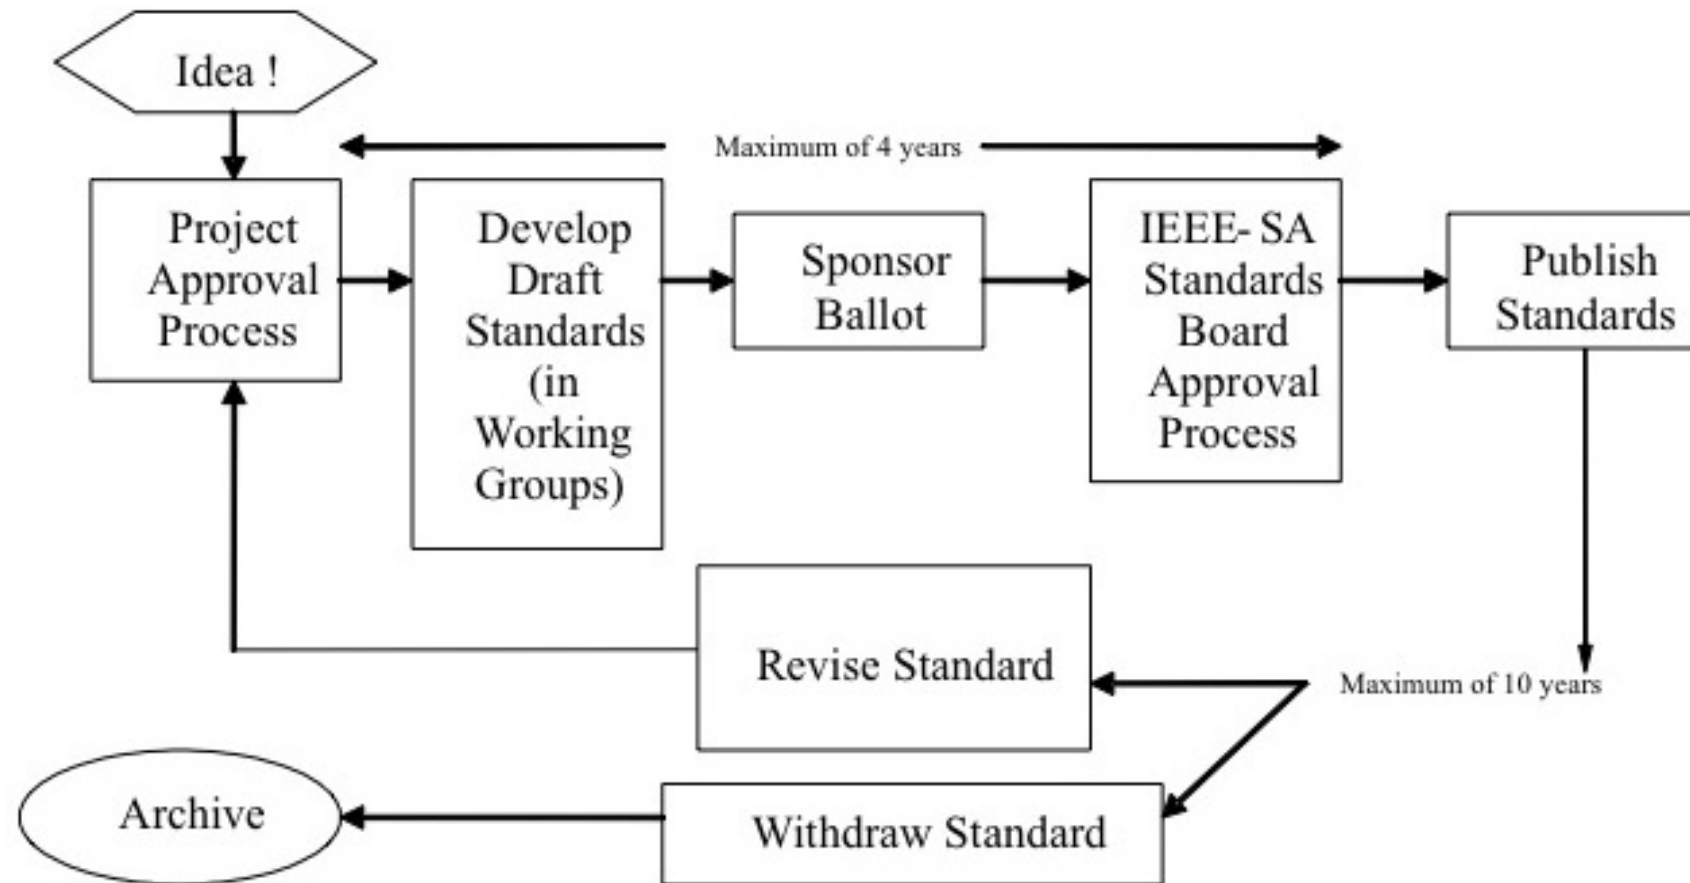 Idea !
Maximum of 4 years
Project
Approval
Process
Develop
Draft
Standards
(in
Working
Groups)
Sponsor
Ballot
IEEE- SA
Standards
Board
Approval
Process
Publish
Standards
Revise Standard
Maximum of 10 years
Archive
Withdraw Standard